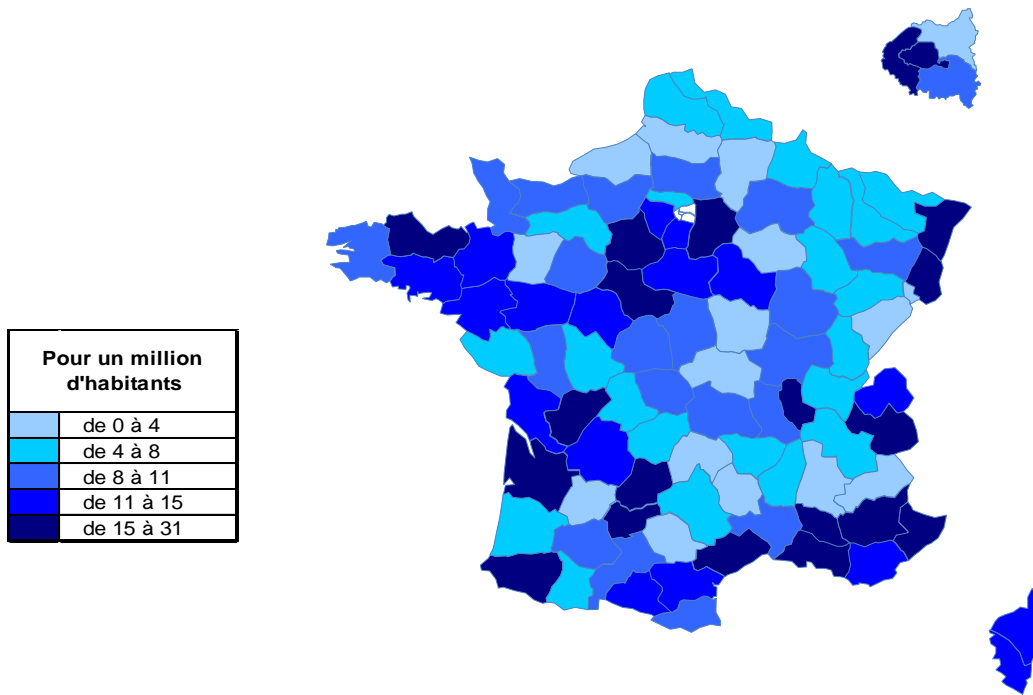 Pour un million
d'habitants
de 0 à 4
de 4 à 8
de 8 à 11
de 11 à 15
de 15 à 31